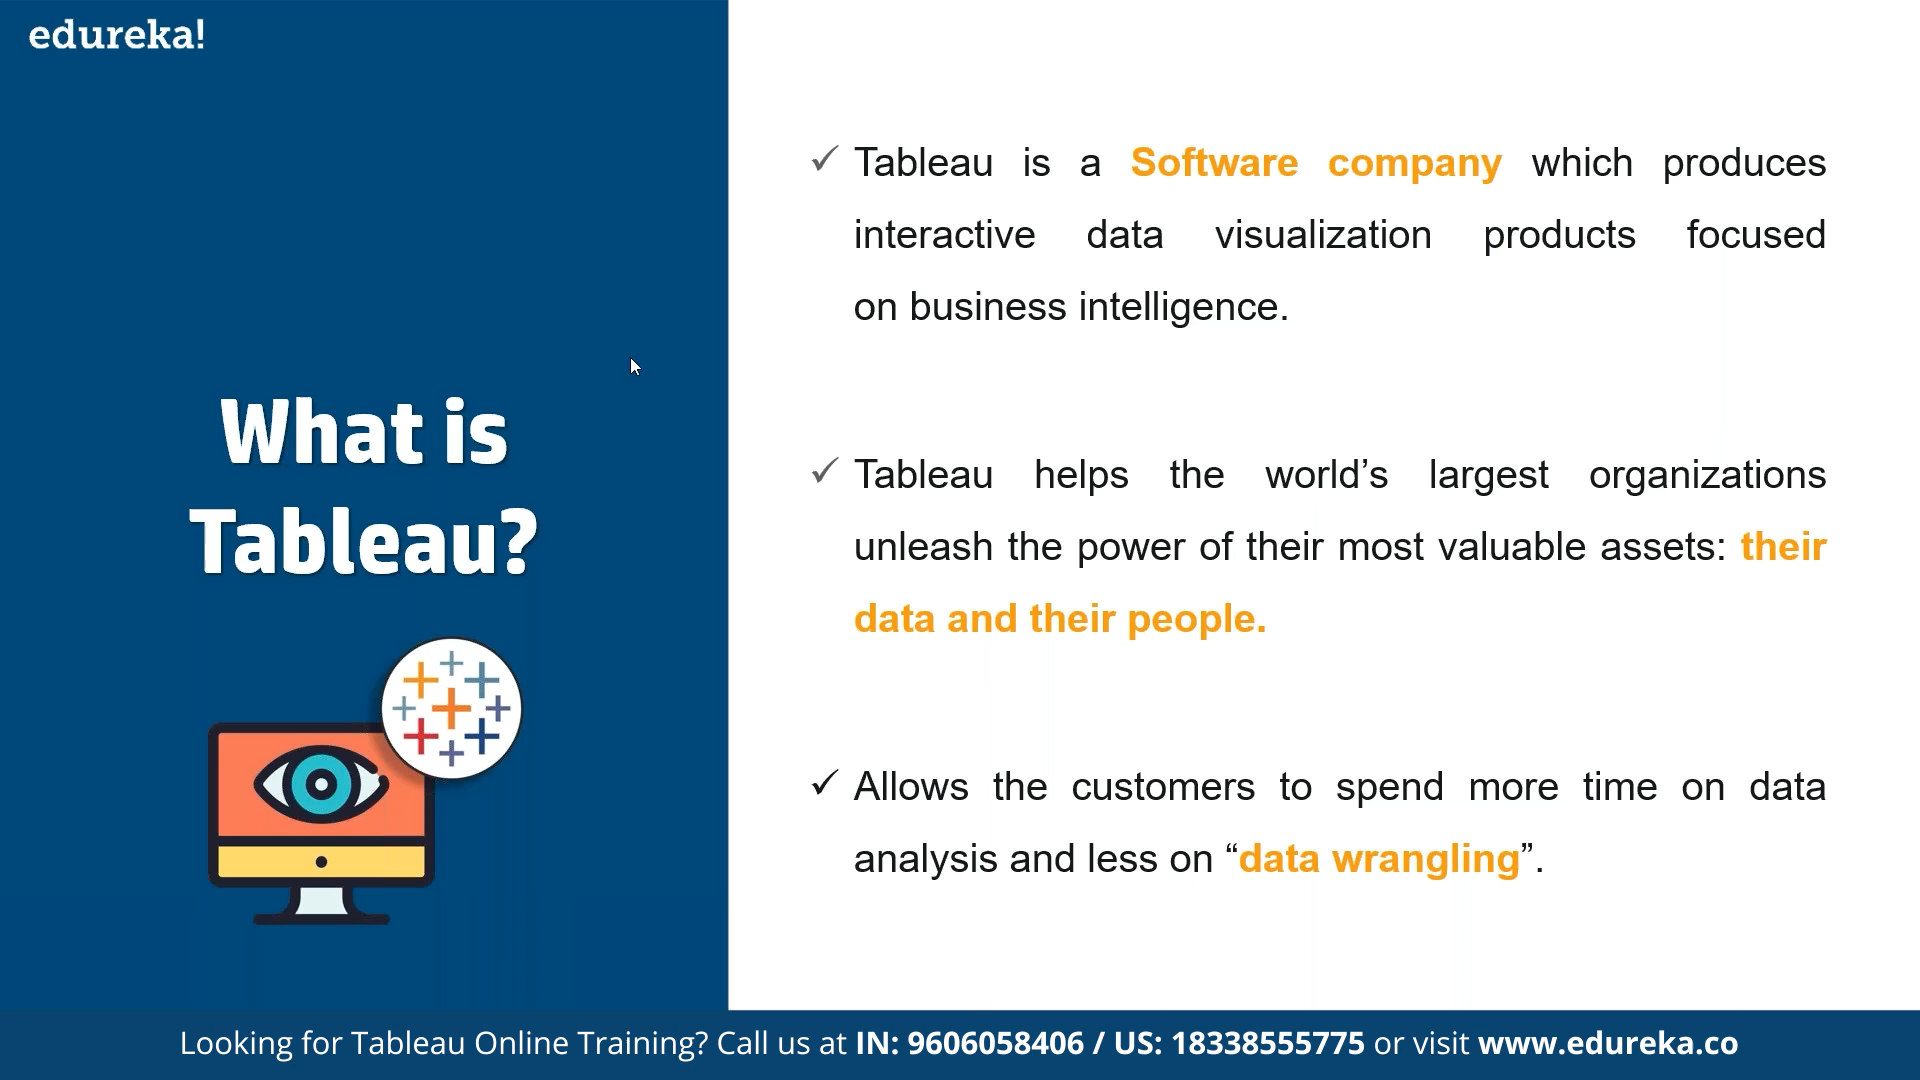 edureka!
What is
Tableau?
✓ Tableau is a Software company which produces
interactive data visualization products focused
on business intelligence.
✓ Tableau helps the world’s largest organizations
unleash the power of their most valuable assets: their
data and their people.
✓ Allows the customers to spend more time on data
analysis and less on “data wrangling”.
Looking for Tableau Online Training? Call us at IN: 9606058406 / US: 18338555775 or visit www.edureka.co